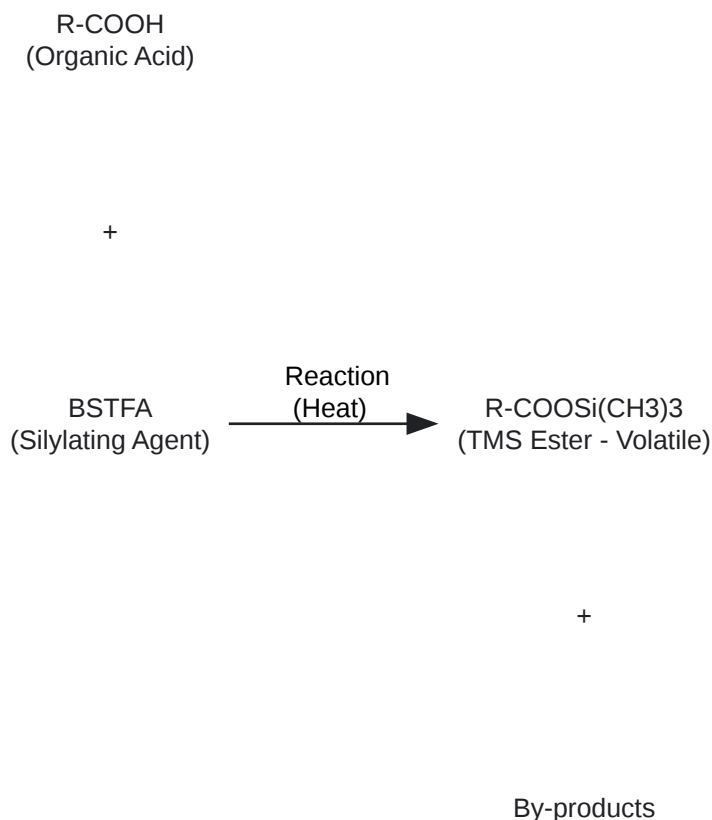 R-COOH
(Organic Acid)
+
BSTFA
(Silylating Agent)
Reaction
(Heat)
R-COOSi(CH3)3
(TMS Ester - Volatile)
+
By-products